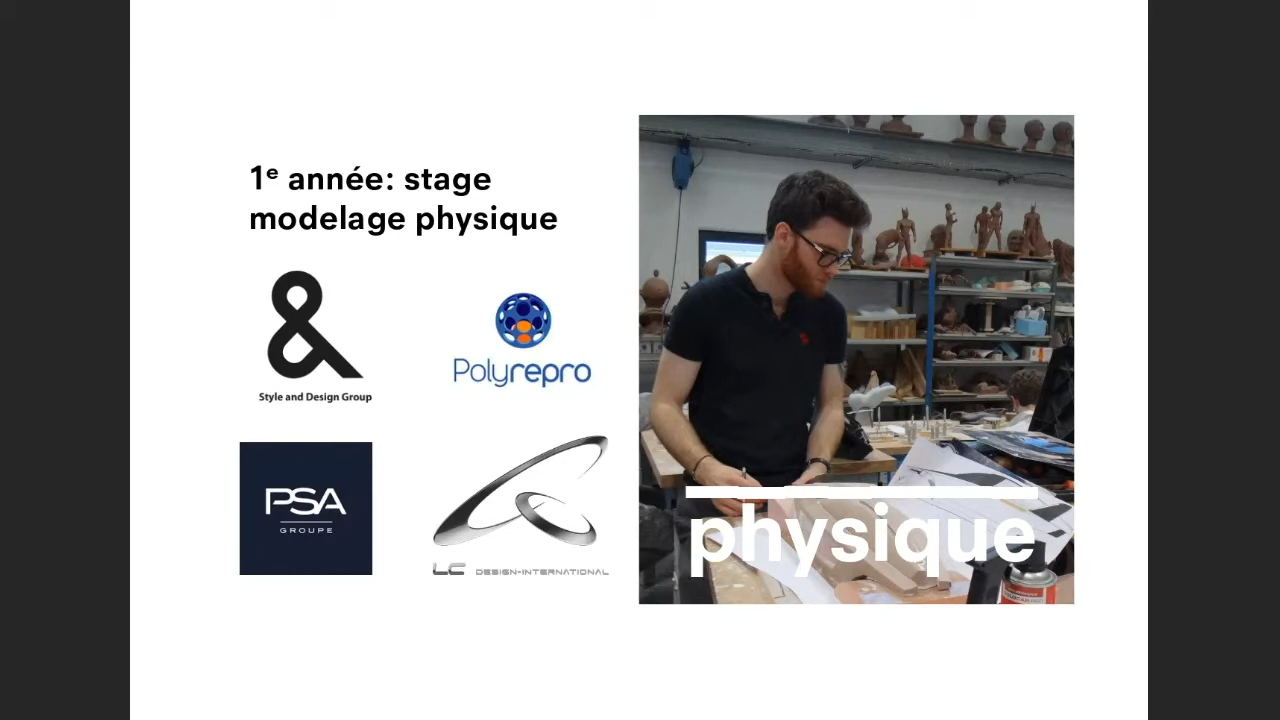 1ᵉ année: stage
modelage physique
Style and Design Group
Polyrepro
PSA
GROUPE
LC DESIGN-INTERNATIONAL
physique